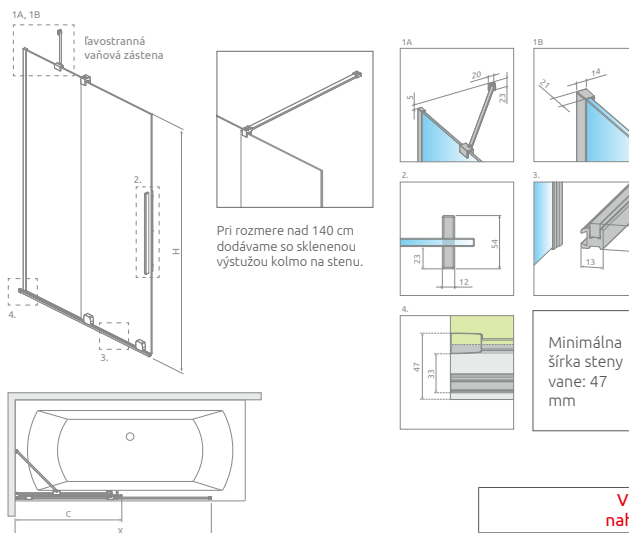 1A, 1B
ľavostranná
vaňová zástena
2.
H
4.
3.
Pri rozmere nad 140 cm
dodávame so sklenenou
výstužou kolmo na stenu.
1A
20
5
23
1B
14
21
2.
54
23
12
3.
13
4.
47
33
Minimálna
šírka steny
vane: 47
mm
C
X
V
nah